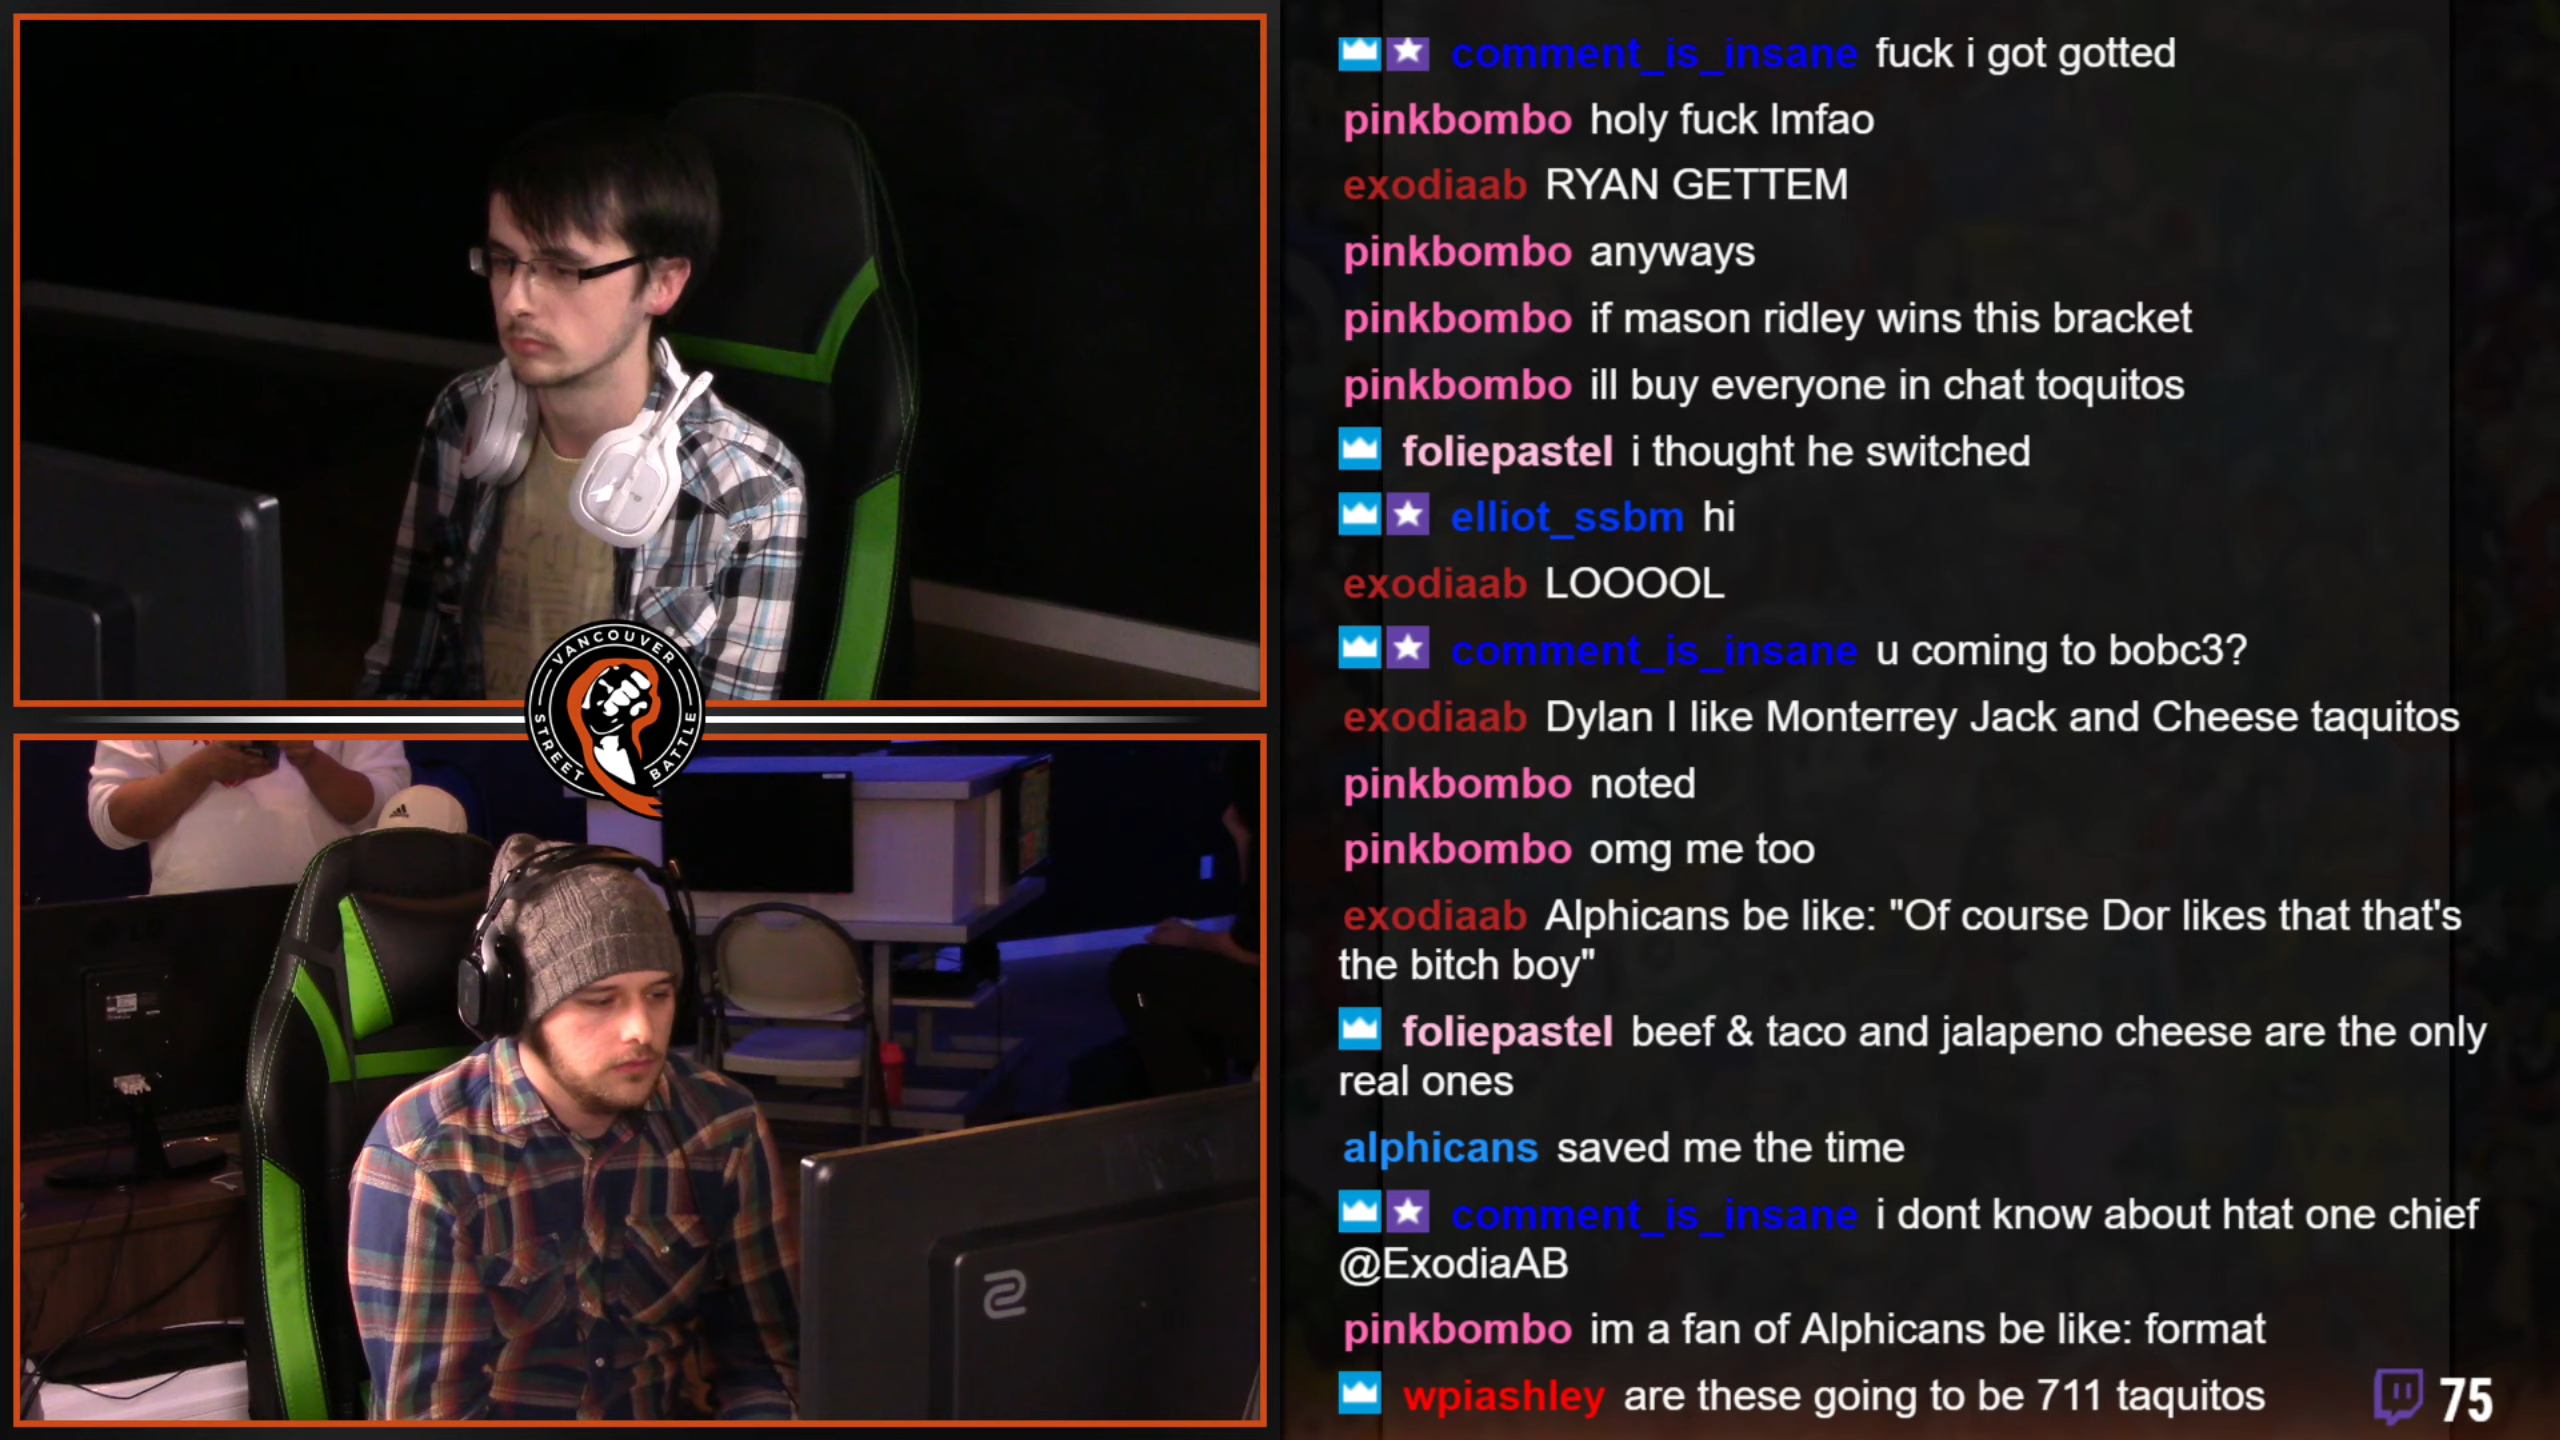 comment_is_insane fuck i got gotted
pinkbombo holy fuck lmfao
exodiaab RYAN GETTEM
pinkbombo anyways
pinkbombo if mason ridley wins this bracket
pinkbombo ill buy everyone in chat toquitos
foliepastel i thought he switched
elliot_ssbm hi
exodiaab LOOOOL
comment_is_insane u coming to bobc3?
exodiaab Dylan I like Monterrey Jack and Cheese taquitos
pinkbombo noted
pinkbombo omg me too
exodiaab Alphicans be like: "Of course Dor likes that that's
the bitch boy"
foliepastel beef & taco and jalapeno cheese are the only
real ones
alphicans saved me the time
comment_is_insane i dont know about htat one chief
@ExodiaAB
pinkbombo im a fan of Alphicans be like: format
wpiashley are these going to be 711 taquitos
75
VANCOUVER
STREET BATTLE